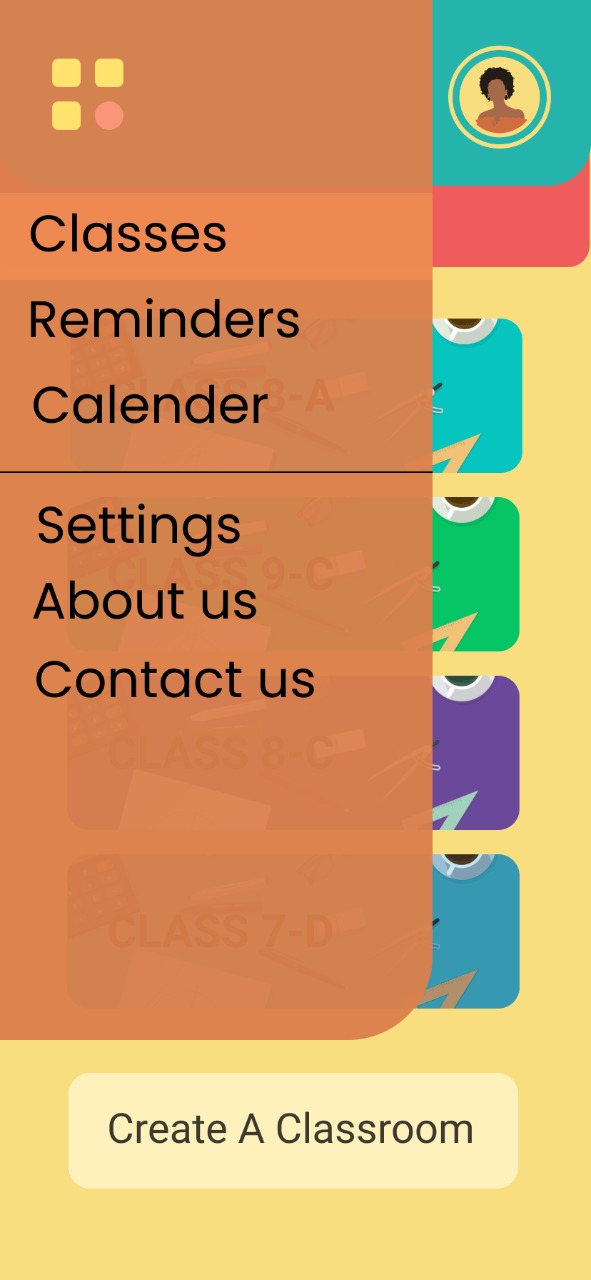 Classes
Reminders
CLASS 8-A
Calender
Settings
CLASS 9-C
About us
Contact us
CLASS 8-C
CLASS 7-D
Create A Classroom